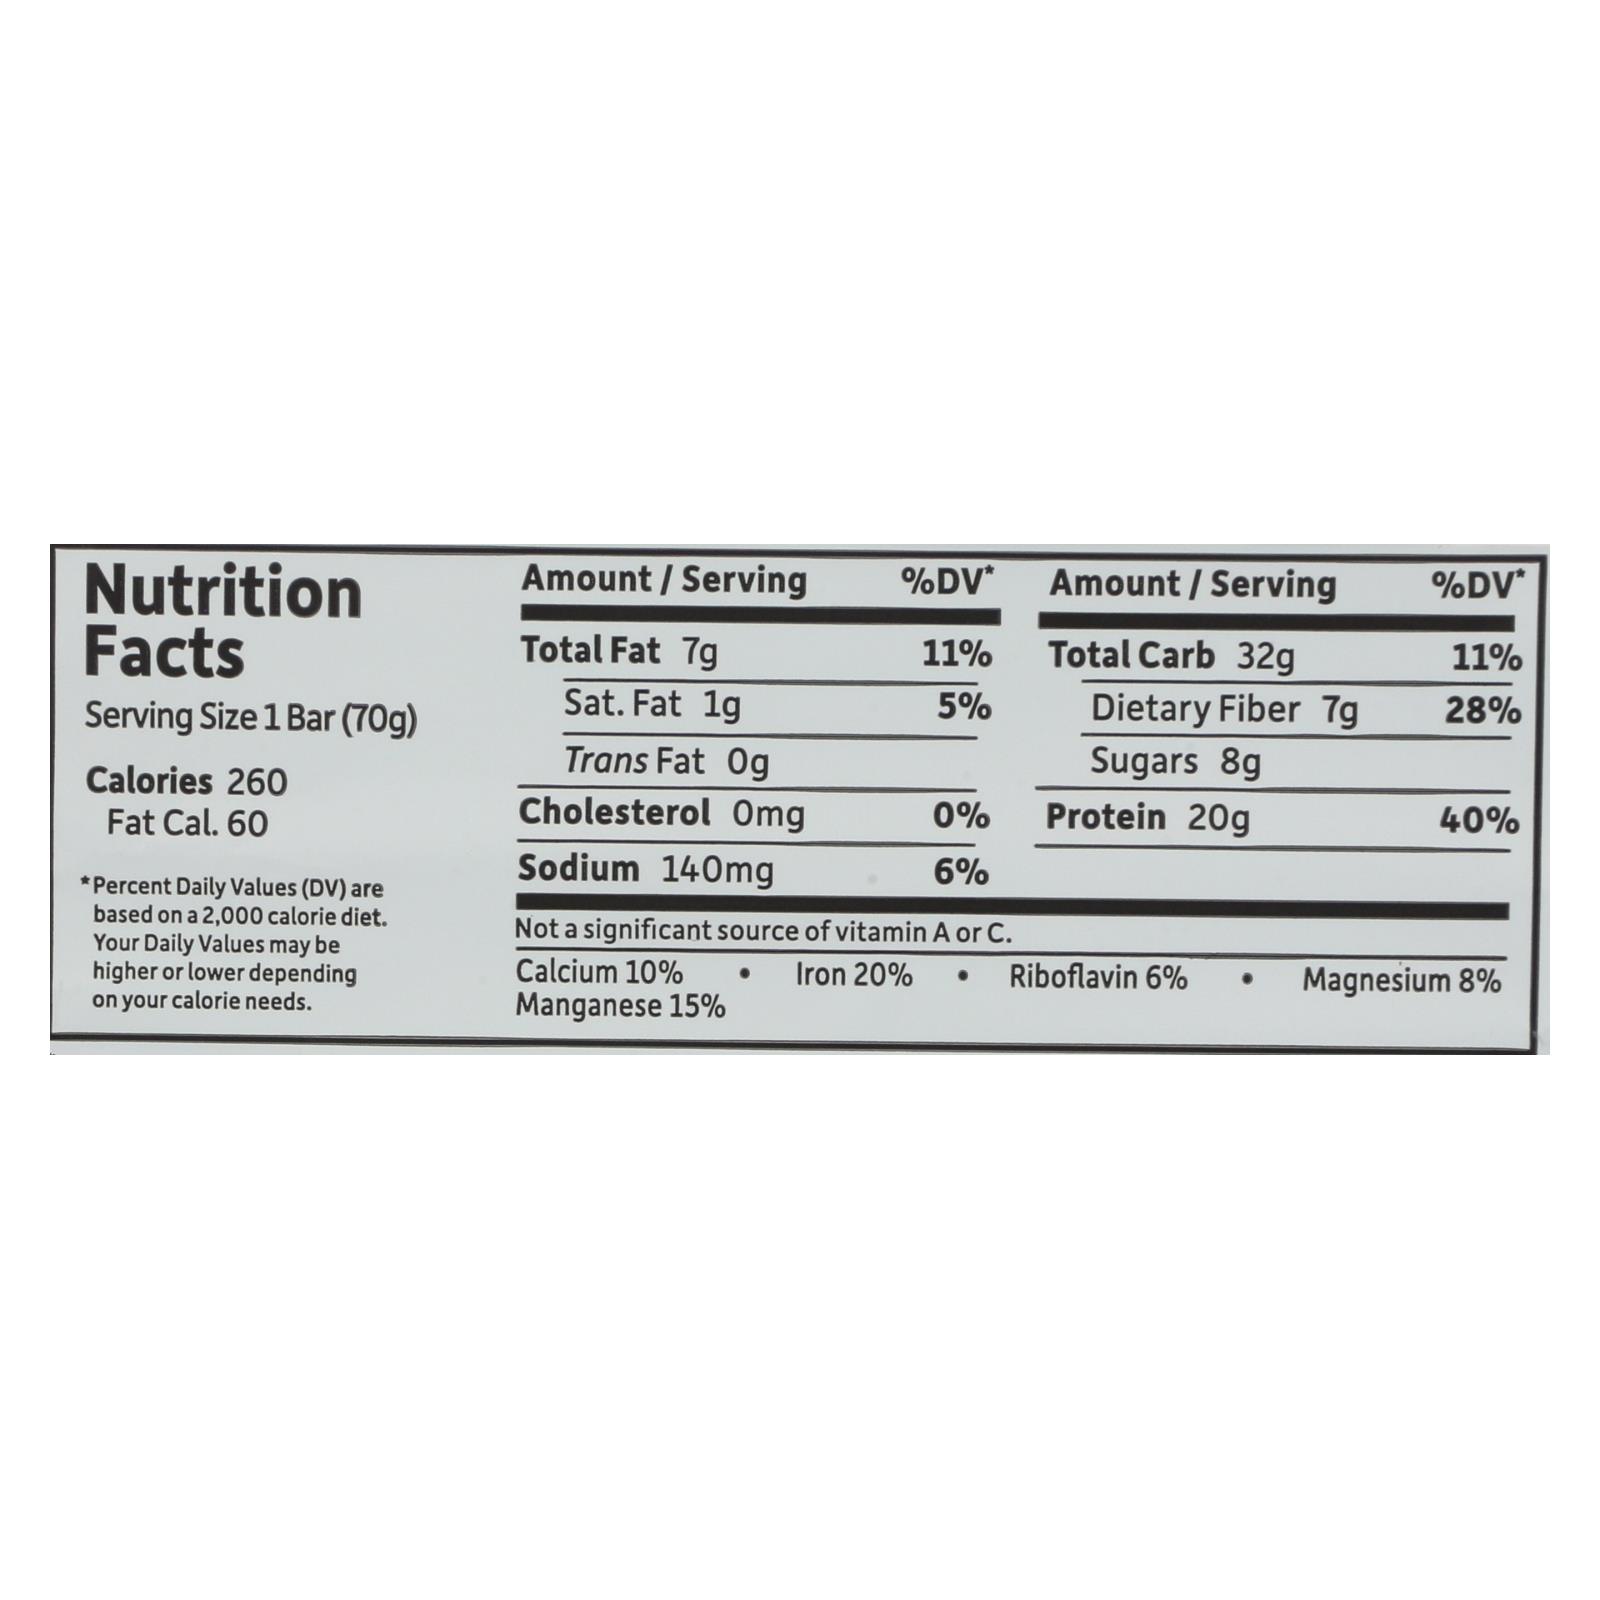 Nutrition
Facts
Serving Size 1 Bar (70g)
Calories 260
Fat Cal. 60
*Percent Daily Values (DV) are
based on a 2,000 calorie diet.
Your Daily Values may be
higher or lower depending
on your calorie needs.
Amount / Serving %DV*
Total Fat 7g 11%
Sat. Fat 1g 5%
Trans Fat 0g
Cholesterol 0mg 0%
Sodium 140mg 6%
Amount / Serving %DV*
Total Carb 32g 11%
Dietary Fiber 7g 28%
Sugars 8g
Protein 20g 40%
Not a significant source of vitamin A or C.
Calcium 10% • Iron 20% • Riboflavin 6% • Magnesium 8%
Manganese 15%